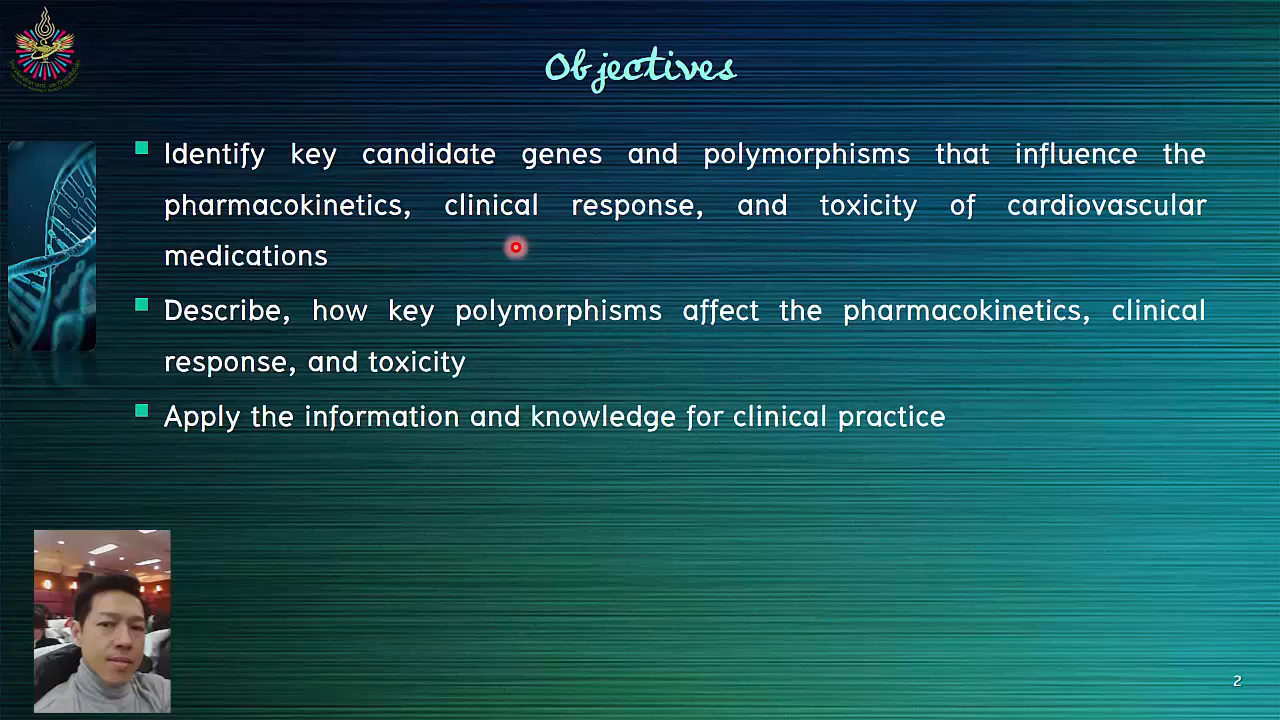 Objectives
Identify key candidate genes and polymorphisms that influence the
pharmacokinetics, clinical response, and toxicity of cardiovascular
medications
Describe, how key polymorphisms affect the pharmacokinetics, clinical
response, and toxicity
Apply the information and knowledge for clinical practice
2